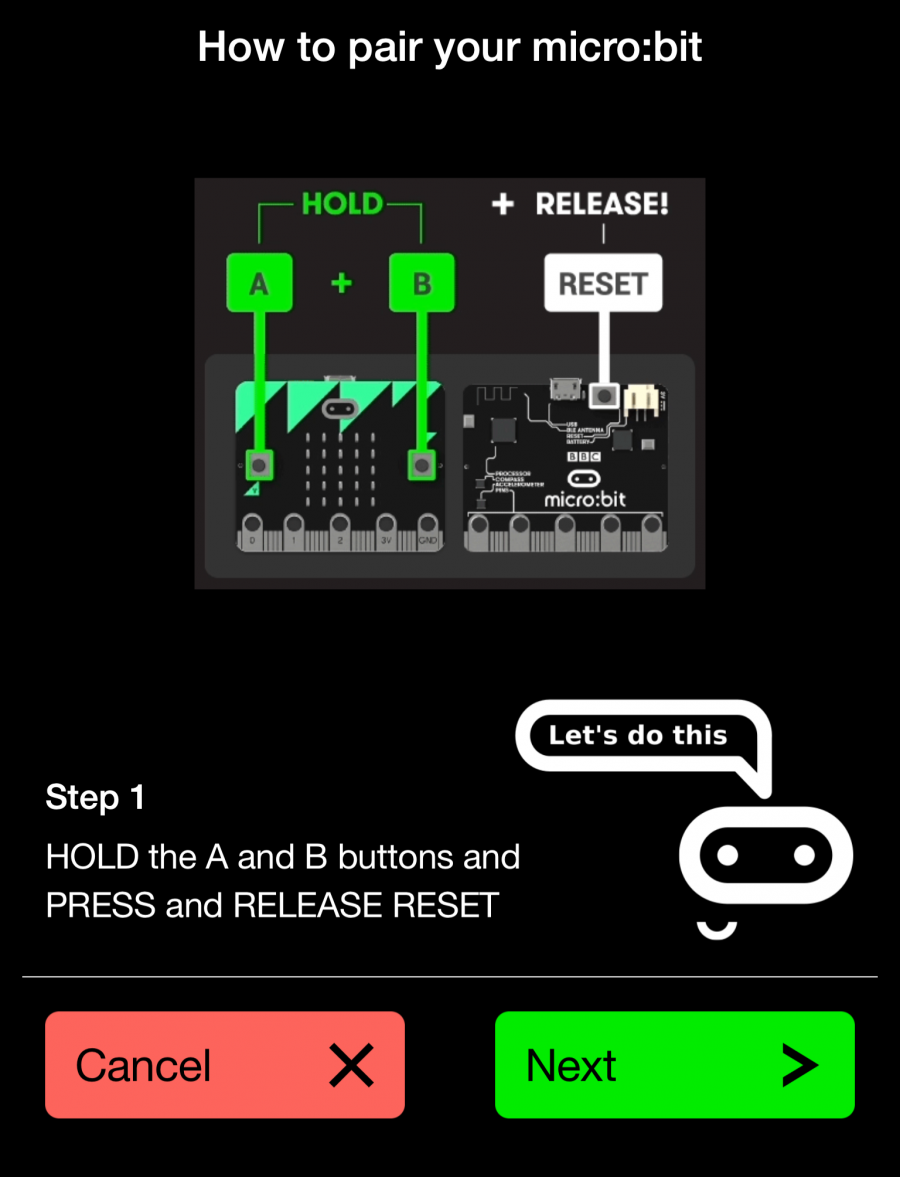 How to pair your micro:bit
HOLD
+ RELEASE!
A + B
RESET
USB
BLE ANTENNA
RESET
BATTERY
BBC
PROCESSOR
COMPASS
ACCELEROMETER
PINS
micro:bit
0 1 2 3V GND
Let's do this
Step 1
HOLD the A and B buttons and
PRESS and RELEASE RESET
Cancel X
Next >